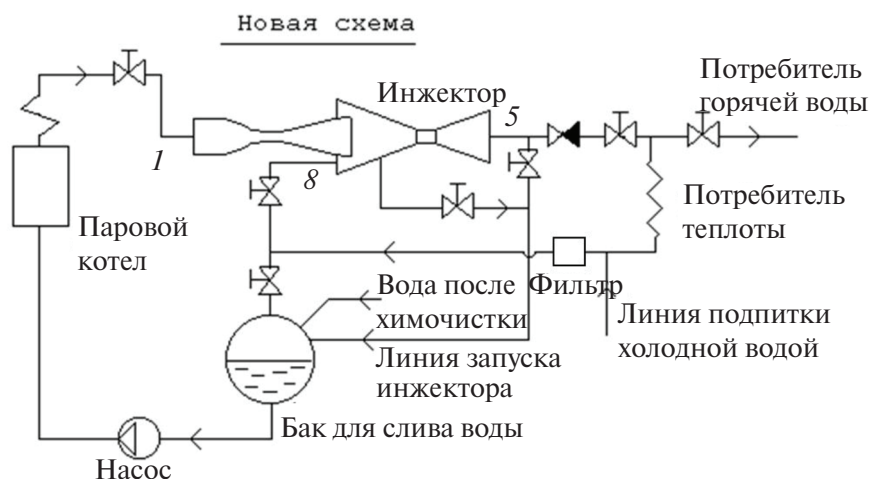 Новая схема
Инжектор
Потребитель
горячей воды
5
1
8
Паровой
котел
Потребитель
теплоты
Вода после
химочистки
Фильтр
Линия подпитки
холодной водой
Линия запуска
инжектора
Бак для слива воды
Насос